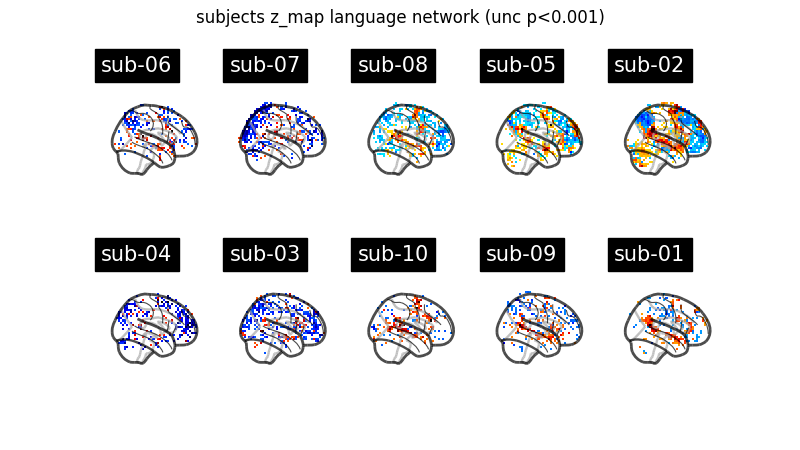 subjects z_map language network (unc p<0.001)
sub-06
sub-07
sub-08
sub-05
sub-02
sub-04
sub-03
sub-10
sub-09
sub-01